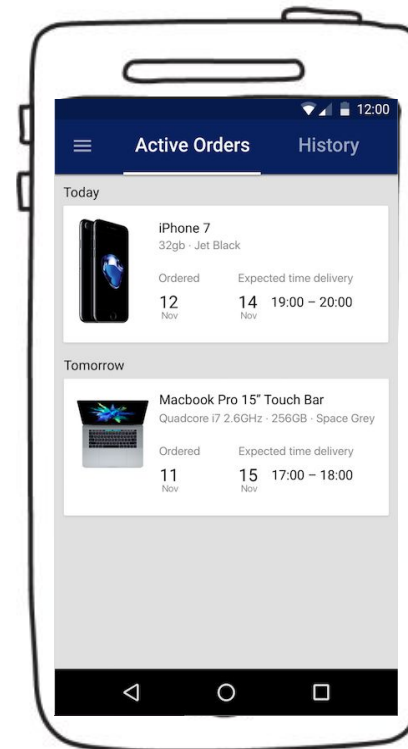 12:00
Active Orders History
Today
iPhone 7
32gb · Jet Black
Ordered Expected time delivery
12 14 19:00 – 20:00
Nov Nov
Tomorrow
Macbook Pro 15” Touch Bar
Quadcore i7 2.6GHz · 256GB · Space Grey
Ordered Expected time delivery
11 15 17:00 – 18:00
Nov Nov